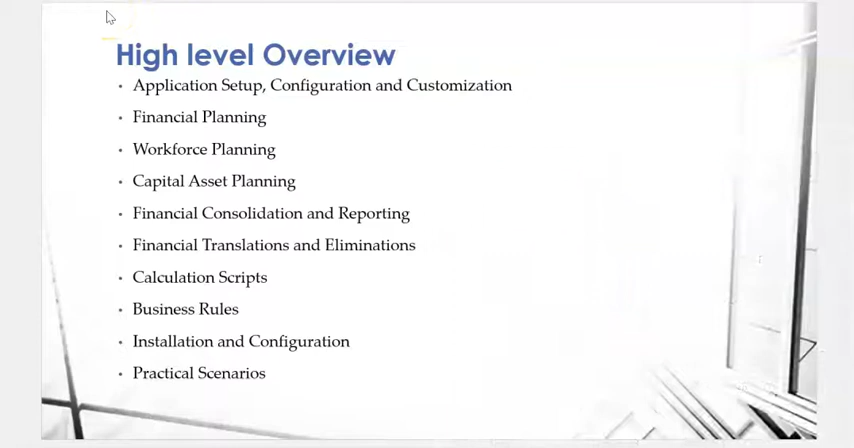 High level Overview
• Application Setup, Configuration and Customization
• Financial Planning
• Workforce Planning
• Capital Asset Planning
• Financial Consolidation and Reporting
• Financial Translations and Eliminations
• Calculation Scripts
• Business Rules
• Installation and Configuration
• Practical Scenarios